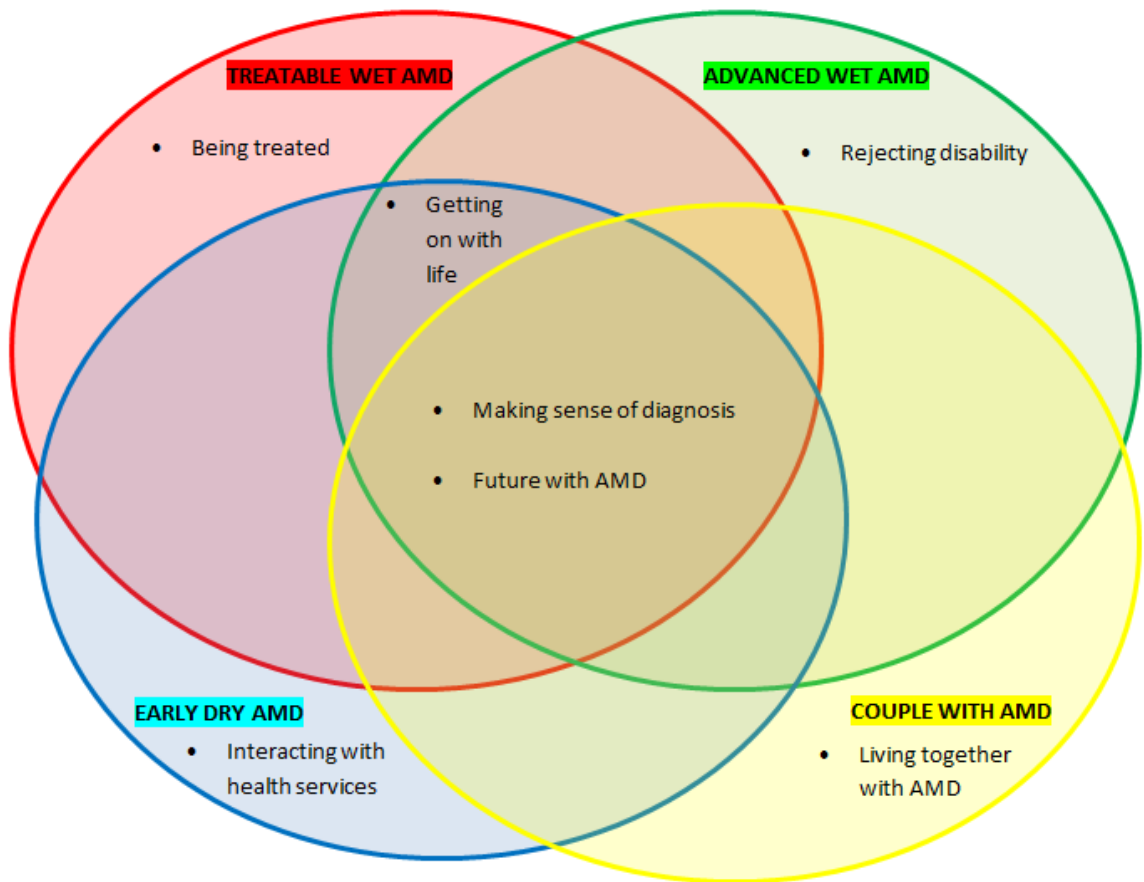 TREATABLE WET AMD
ADVANCED WET AMD
• Being treated
• Rejecting disability
• Getting
on with
life
• Making sense of diagnosis
• Future with AMD
EARLY DRY AMD
• Interacting with
health services
COUPLE WITH AMD
• Living together
with AMD